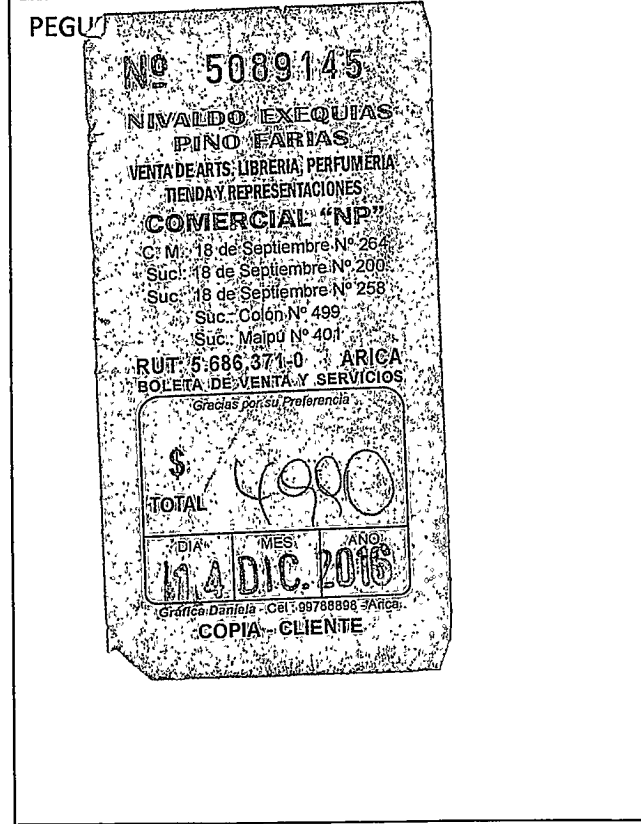 PEGU
Nº 5089145
NIVALDO EXEQUIAS
PIÑO FARIAS
VENTA DE ARTS. LIBRERIA, PERFUMERIA
TIENDA Y REPRESENTACIONES
COMERCIAL "NP"
C. M. 18 de Septiembre Nº 264
Suc.: 18 de Septiembre Nº 200
Suc.: 18 de Septiembre Nº 258
Suc.: Colón Nº 499
Suc.: Maipú Nº 401
RUT: 5.686.371-0 ARICA
BOLETA DE VENTA Y SERVICIOS
Gracias por su Preferencia
$
TOTAL 4980
DIA MES AÑO
14 DIC. 2016
Gráfica Daniela - Cel.: 99788898 - Arica
COPIA - CLIENTE